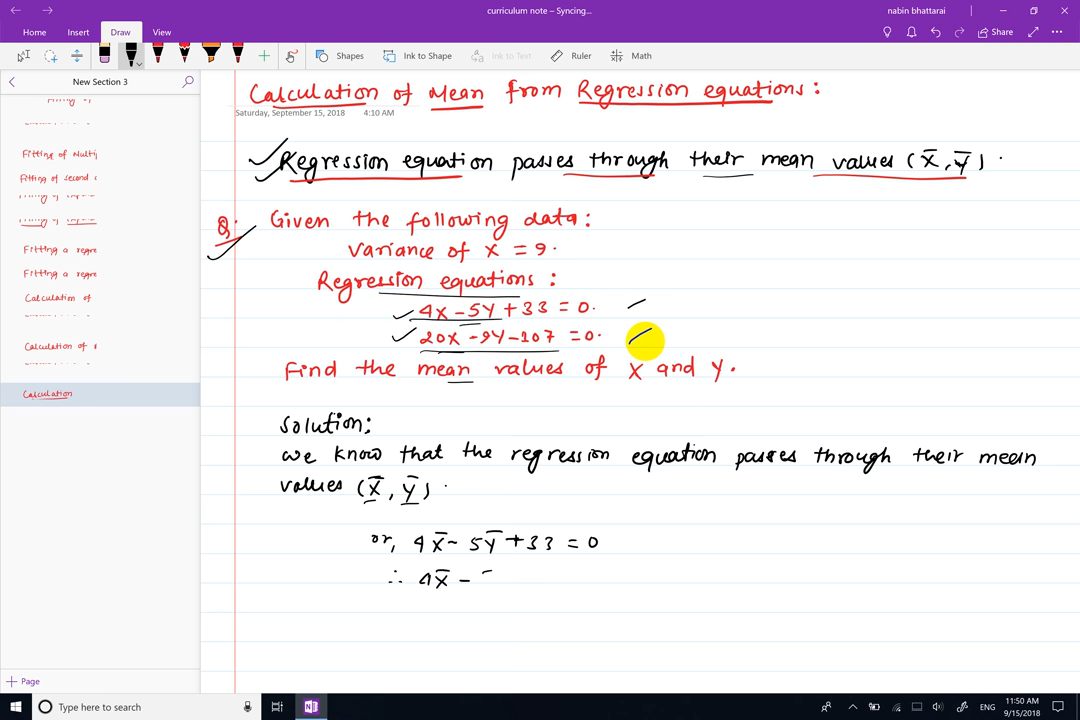 curriculum note – Syncing...
nabin bhattarai
Home Insert Draw View
Share
Shapes Ink to Shape Ink to Text Ruler Math
New Section 3
Fitting of Multip
Fitting of second d
Fitting a regre
Fitting a regre
Calculation of
Calculation of
Calculation
Page
Calculation of Mean from Regression equations:
Saturday, September 15, 2018 4:10 AM
Regression equation passes through their mean values (X̅, Y̅).
Q: Given the following data:
Variance of X = 9.
Regression equations:
4X – 5Y + 33 = 0.
20X – 9Y – 107 = 0.
Find the mean values of X and Y.
Solution:
We know that the regression equation passes through their mean
values (X̅, Y̅).
or, 4X̅ – 5Y̅ + 33 = 0
∴ 4X̅ –
Type here to search
ENG
11:50 AM
9/15/2018